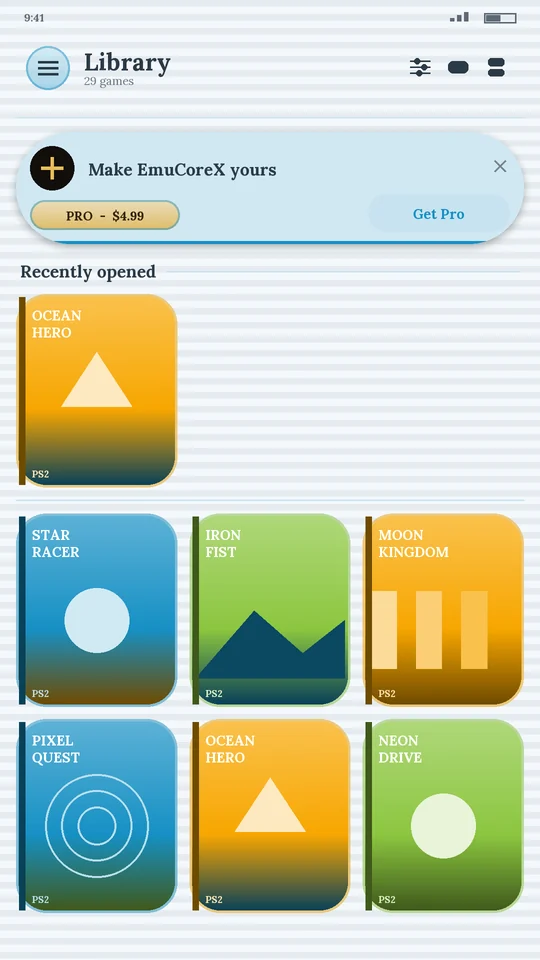 9:41
Library
29 games
Make EmuCoreX yours
PRO - $4.99
Get Pro
Recently opened
OCEAN
HERO
PS2
STAR
RACER
PS2
IRON
FIST
PS2
MOON
KINGDOM
PS2
PIXEL
QUEST
PS2
OCEAN
HERO
PS2
NEON
DRIVE
PS2